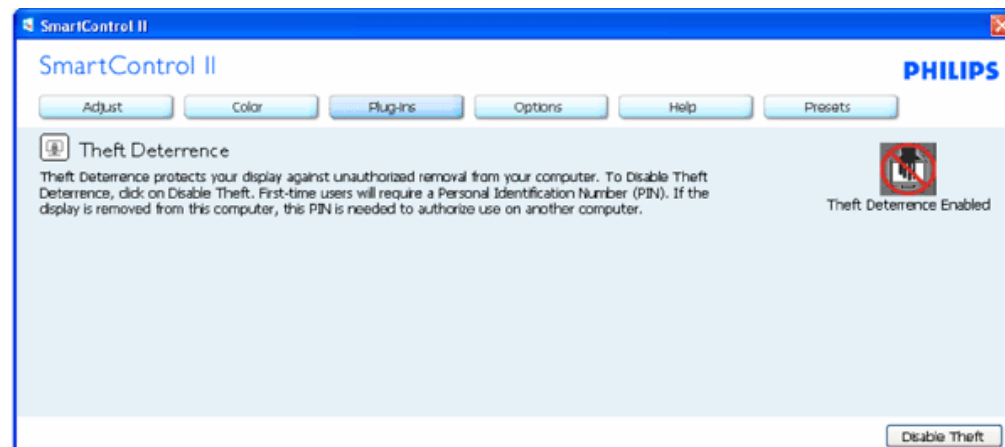 SmartControl II
SmartControl II
PHILIPS
Adjust
Color
Plug-Ins
Options
Help
Presets
Theft Deterrence
Theft Deterrence protects your display against unauthorized removal from your computer. To Disable Theft
Deterrence, click on Disable Theft. First-time users will require a Personal Identification Number (PIN). If the
display is removed from this computer, this PIN is needed to authorize use on another computer.
Theft Deterrence Enabled
Disable Theft